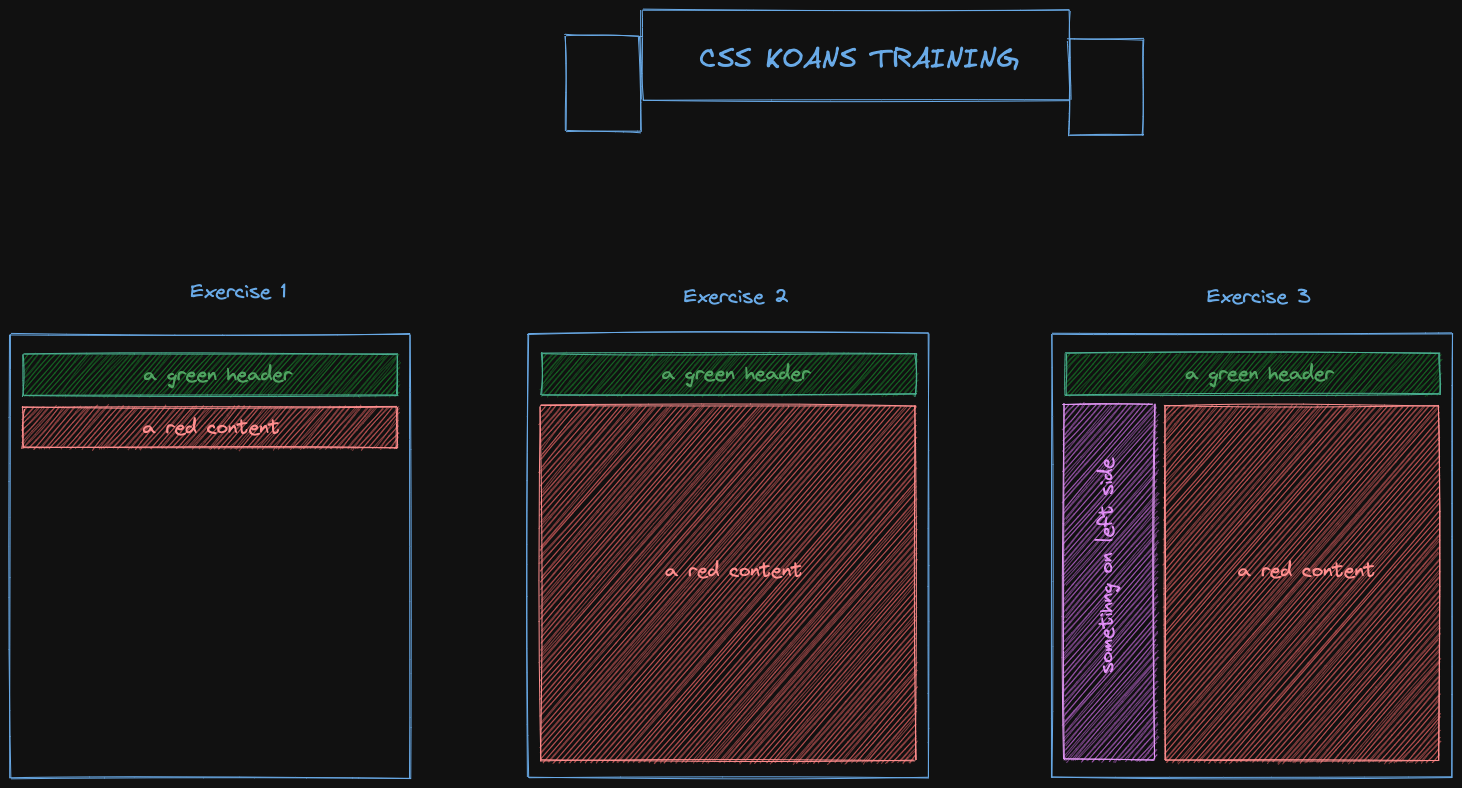 CSS KOANS TRAINING
Exercise 1
Exercise 2
Exercise 3
a green header
a red content
a green header
a red content
a green header
sometihng on left side
a red content